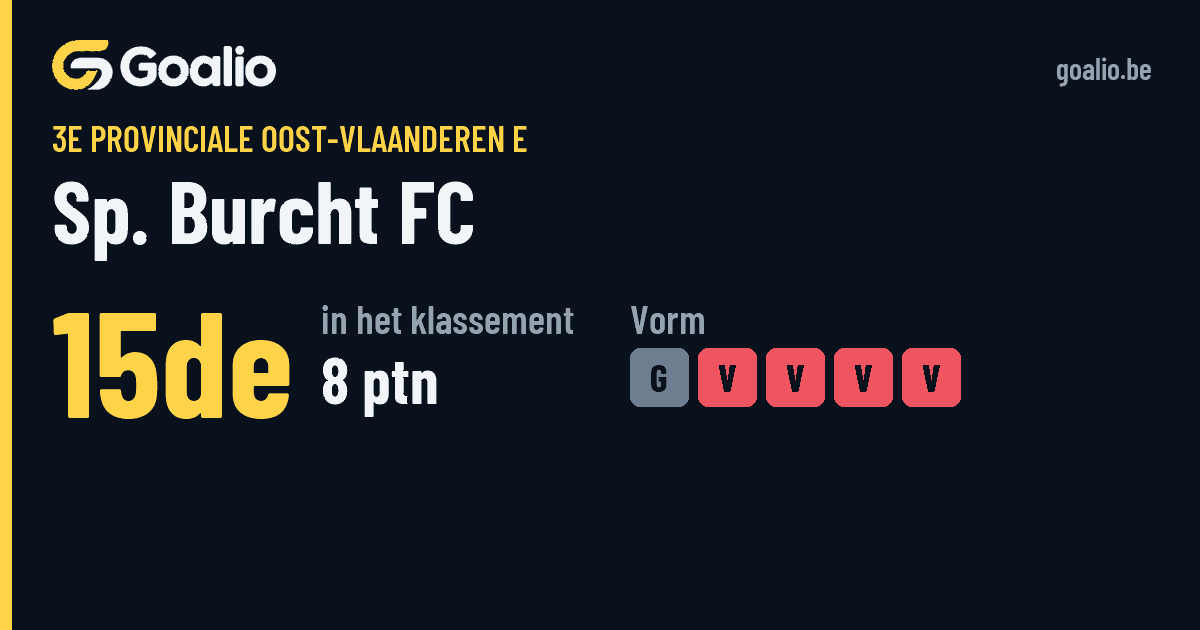 Goalio
goalio.be
3E PROVINCIALE OOST-VLAANDEREN E
Sp. Burcht FC
15de
in het klassement
8 ptn
Vorm
G V V V V